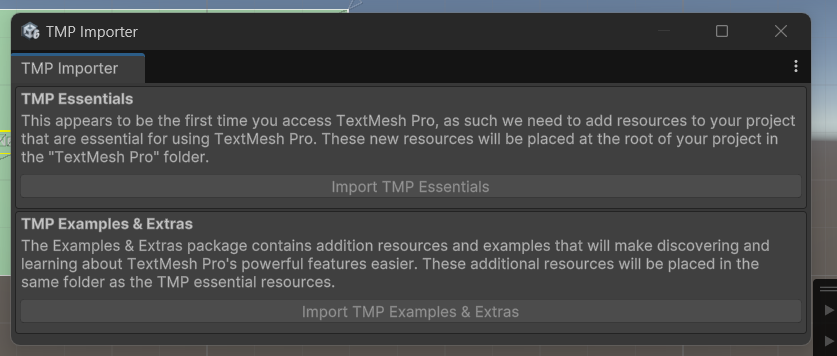 TMP Importer
TMP Importer
TMP Essentials
This appears to be the first time you access TextMesh Pro, as such we need to add resources to your project
that are essential for using TextMesh Pro. These new resources will be placed at the root of your project in
the "TextMesh Pro" folder.
Import TMP Essentials
TMP Examples & Extras
The Examples & Extras package contains addition resources and examples that will make discovering and
learning about TextMesh Pro's powerful features easier. These additional resources will be placed in the
same folder as the TMP essential resources.
Import TMP Examples & Extras